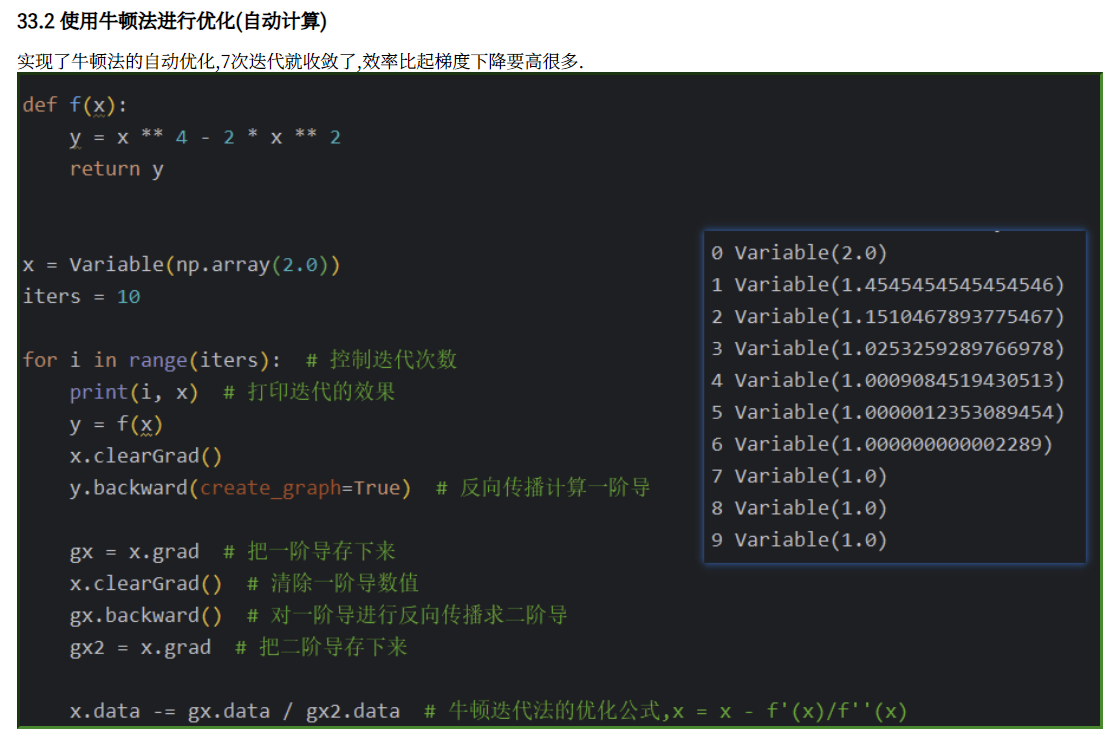 33.2 使用牛顿法进行优化(自动计算)
实现了牛顿法的自动优化,7次迭代就收敛了,效率比起梯度下降要高很多.
def f(x):
    y = x ** 4 - 2 * x ** 2
    return y
x = Variable(np.array(2.0))
iters = 10
for i in range(iters):  # 控制迭代次数
    print(i, x)  # 打印迭代的效果
    y = f(x)
    x.clearGrad()
    y.backward(create_graph=True)  # 反向传播计算一阶导
    gx = x.grad  # 把一阶导存下来
    x.clearGrad()  # 清除一阶导数值
    gx.backward()  # 对一阶导进行反向传播求二阶导
    gx2 = x.grad  # 把二阶导存下来
    x.data -= gx.data / gx2.data  # 牛顿迭代法的优化公式,x = x - f'(x)/f''(x)
0 Variable(2.0)
1 Variable(1.4545454545454546)
2 Variable(1.1510467893775467)
3 Variable(1.0253259289766978)
4 Variable(1.0009084519430513)
5 Variable(1.0000012353089454)
6 Variable(1.000000000002289)
7 Variable(1.0)
8 Variable(1.0)
9 Variable(1.0)